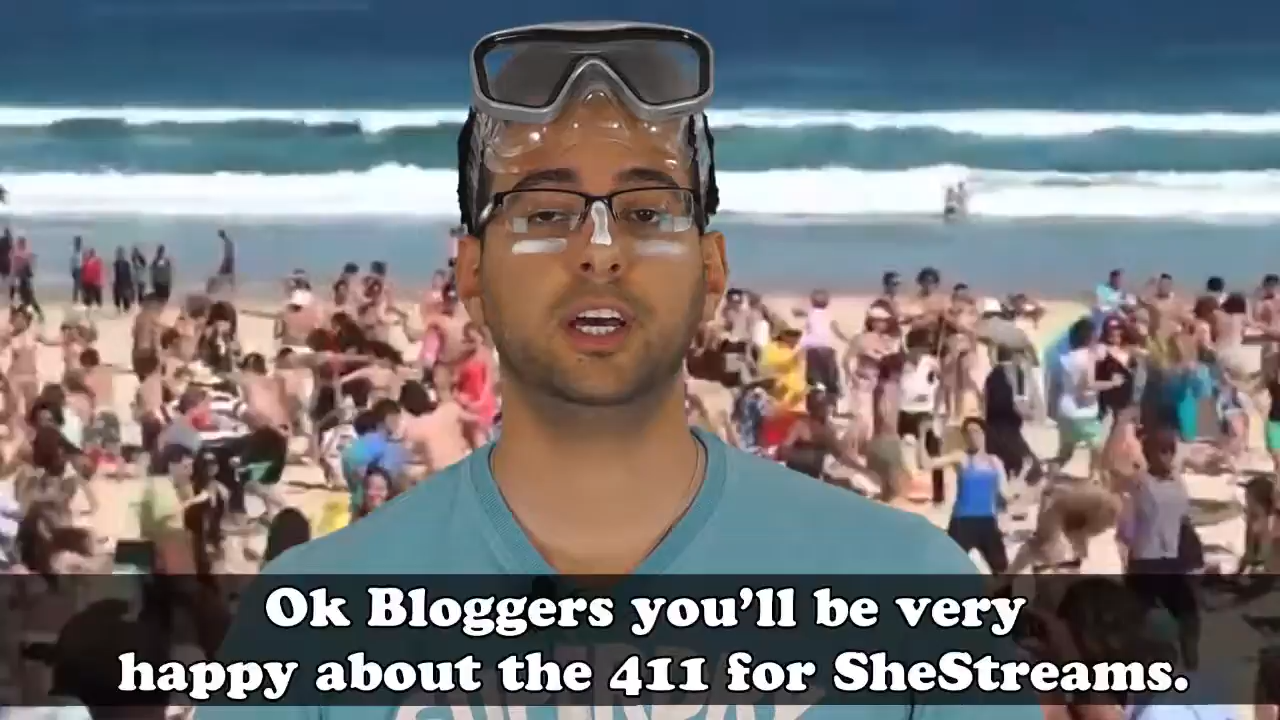 Ok Bloggers you’ll be very
happy about the 411 for SheStreams.